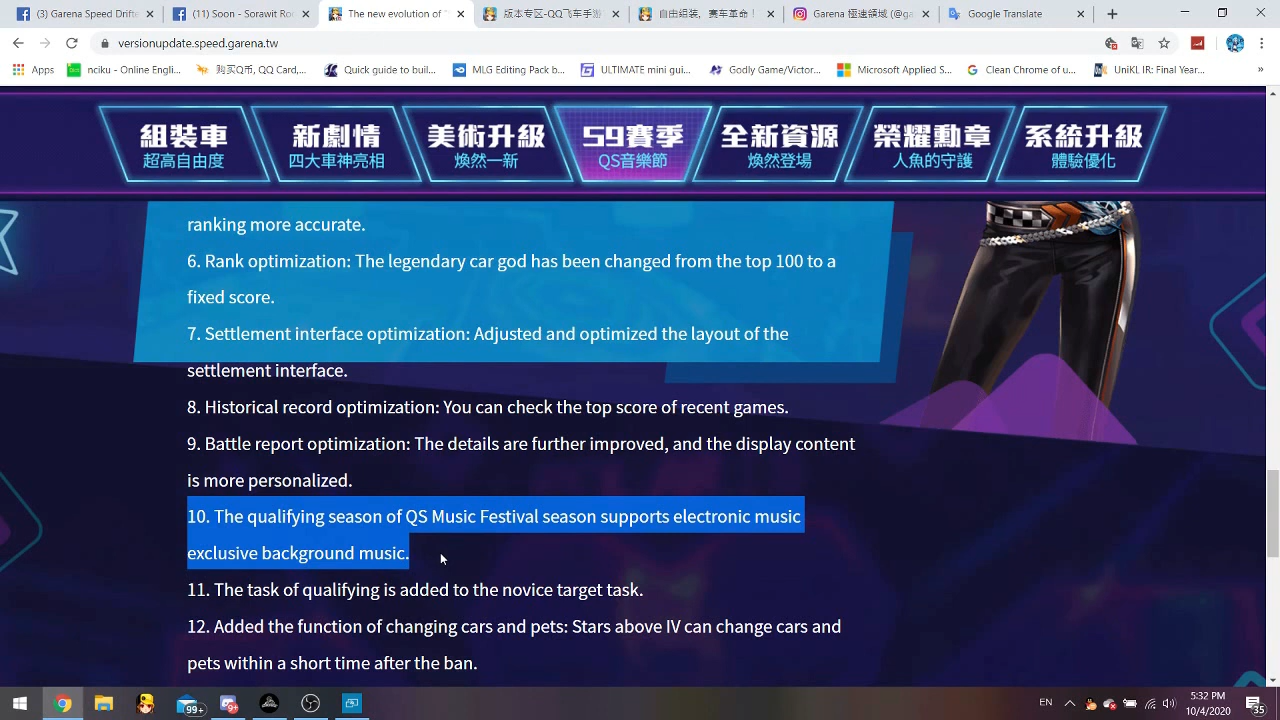 (3) Facebook
(11) Son - S
The new version of "
版本专区-QQ飞车手游
自由组装，赛车革命！
Garena 極速領域 (@ga
Google Translate
versionupdate.speed.garena.tw
Apps
nciku - Online Engli...
购买Q币, QQ Card,...
Quick guide to buil...
MLG Editing Pack b...
ULTIMATE mini gui...
Godly Game/Victor...
Microsoft Applied S...
Clean Chrome of u...
UniKL IR: Final Year...
»
組裝車
超高自由度
新劇情
四大車神亮相
美術升級
煥然一新
S9賽季
QS音樂節
全新資源
煥然登場
榮耀勳章
人魚的守護
系統升級
體驗優化
ranking more accurate.
6. Rank optimization: The legendary car god has been changed from the top 100 to a
fixed score.
7. Settlement interface optimization: Adjusted and optimized the layout of the
settlement interface.
8. Historical record optimization: You can check the top score of recent games.
9. Battle report optimization: The details are further improved, and the display content
is more personalized.
10. The qualifying season of QS Music Festival season supports electronic music
exclusive background music.
11. The task of qualifying is added to the novice target task.
12. Added the function of changing cars and pets: Stars above IV can change cars and
pets within a short time after the ban.
99+
EN
5:32 PM
10/4/2020
35